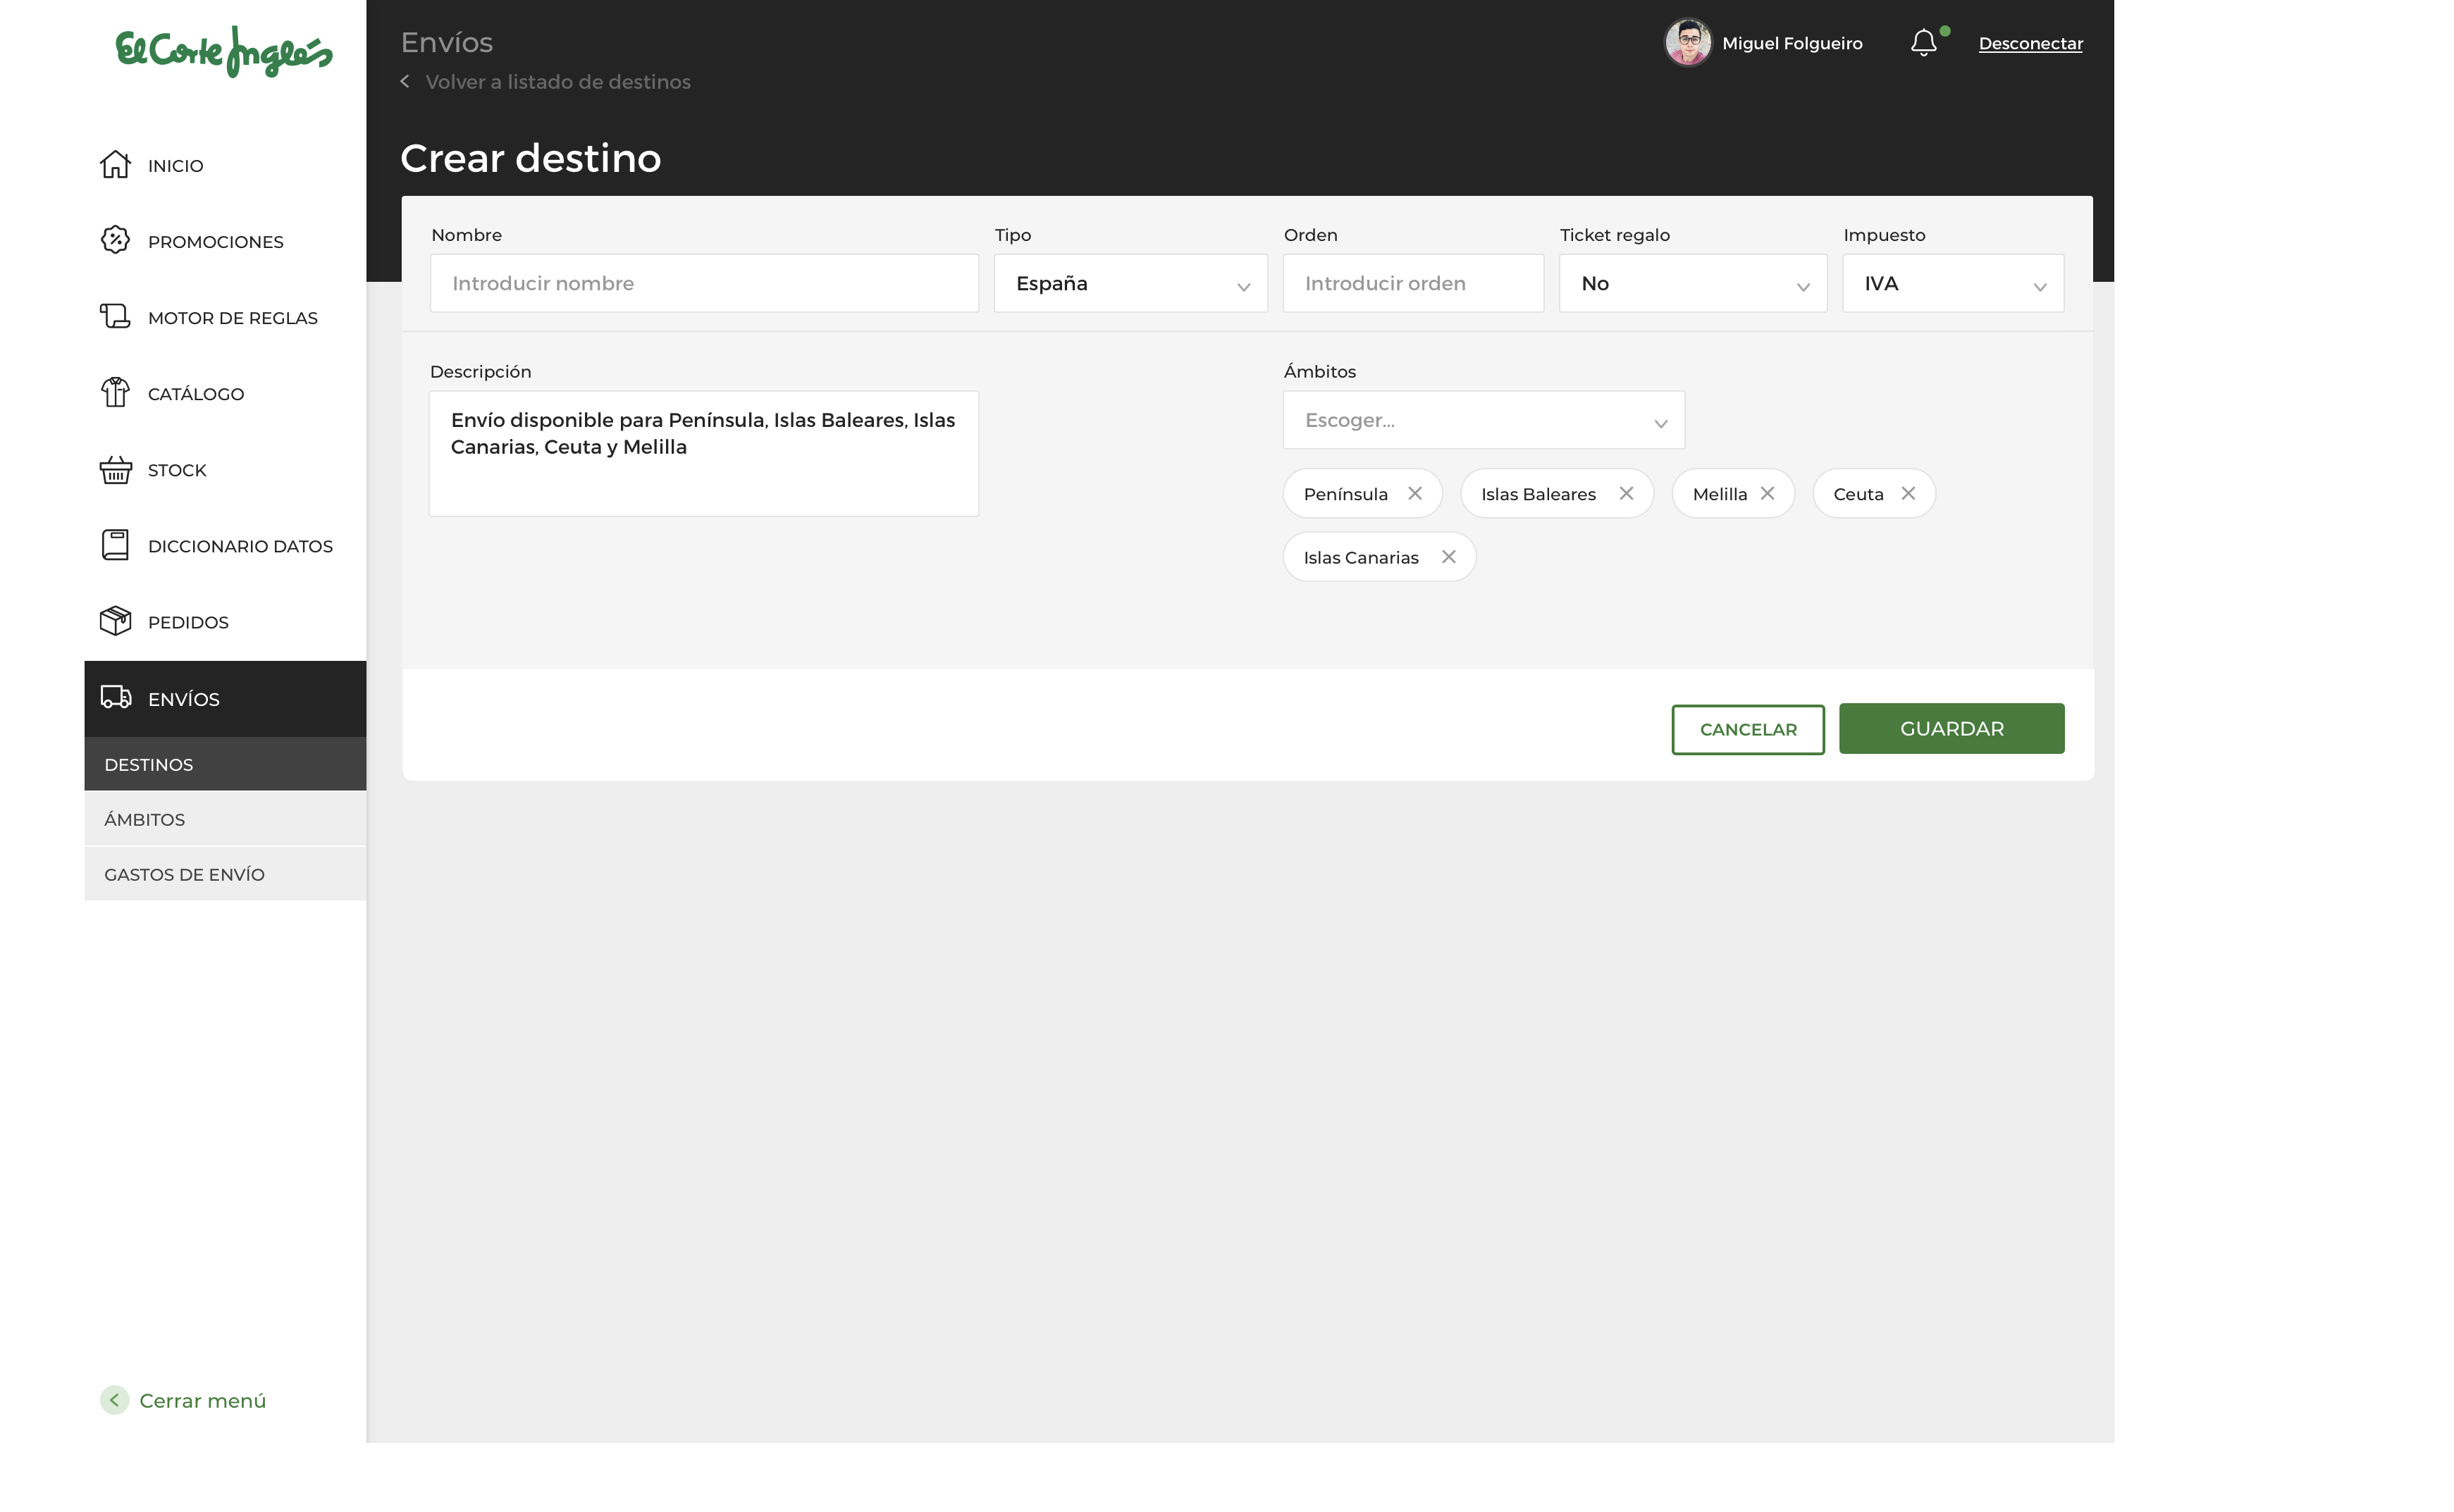 El Corte Inglés
INICIO
PROMOCIONES
MOTOR DE REGLAS
CATÁLOGO
STOCK
DICCIONARIO DATOS
PEDIDOS
ENVÍOS
DESTINOS
ÁMBITOS
GASTOS DE ENVÍO
Cerrar menú
Envíos
Volver a listado de destinos
Miguel Folgueiro
Desconectar
Crear destino
Nombre
Introducir nombre
Tipo
España
Orden
Introducir orden
Ticket regalo
No
Impuesto
IVA
Descripción
Envío disponible para Península, Islas Baleares, Islas
Canarias, Ceuta y Melilla
Ámbitos
Escoger...
Península
Islas Baleares
Melilla
Ceuta
Islas Canarias
CANCELAR
GUARDAR